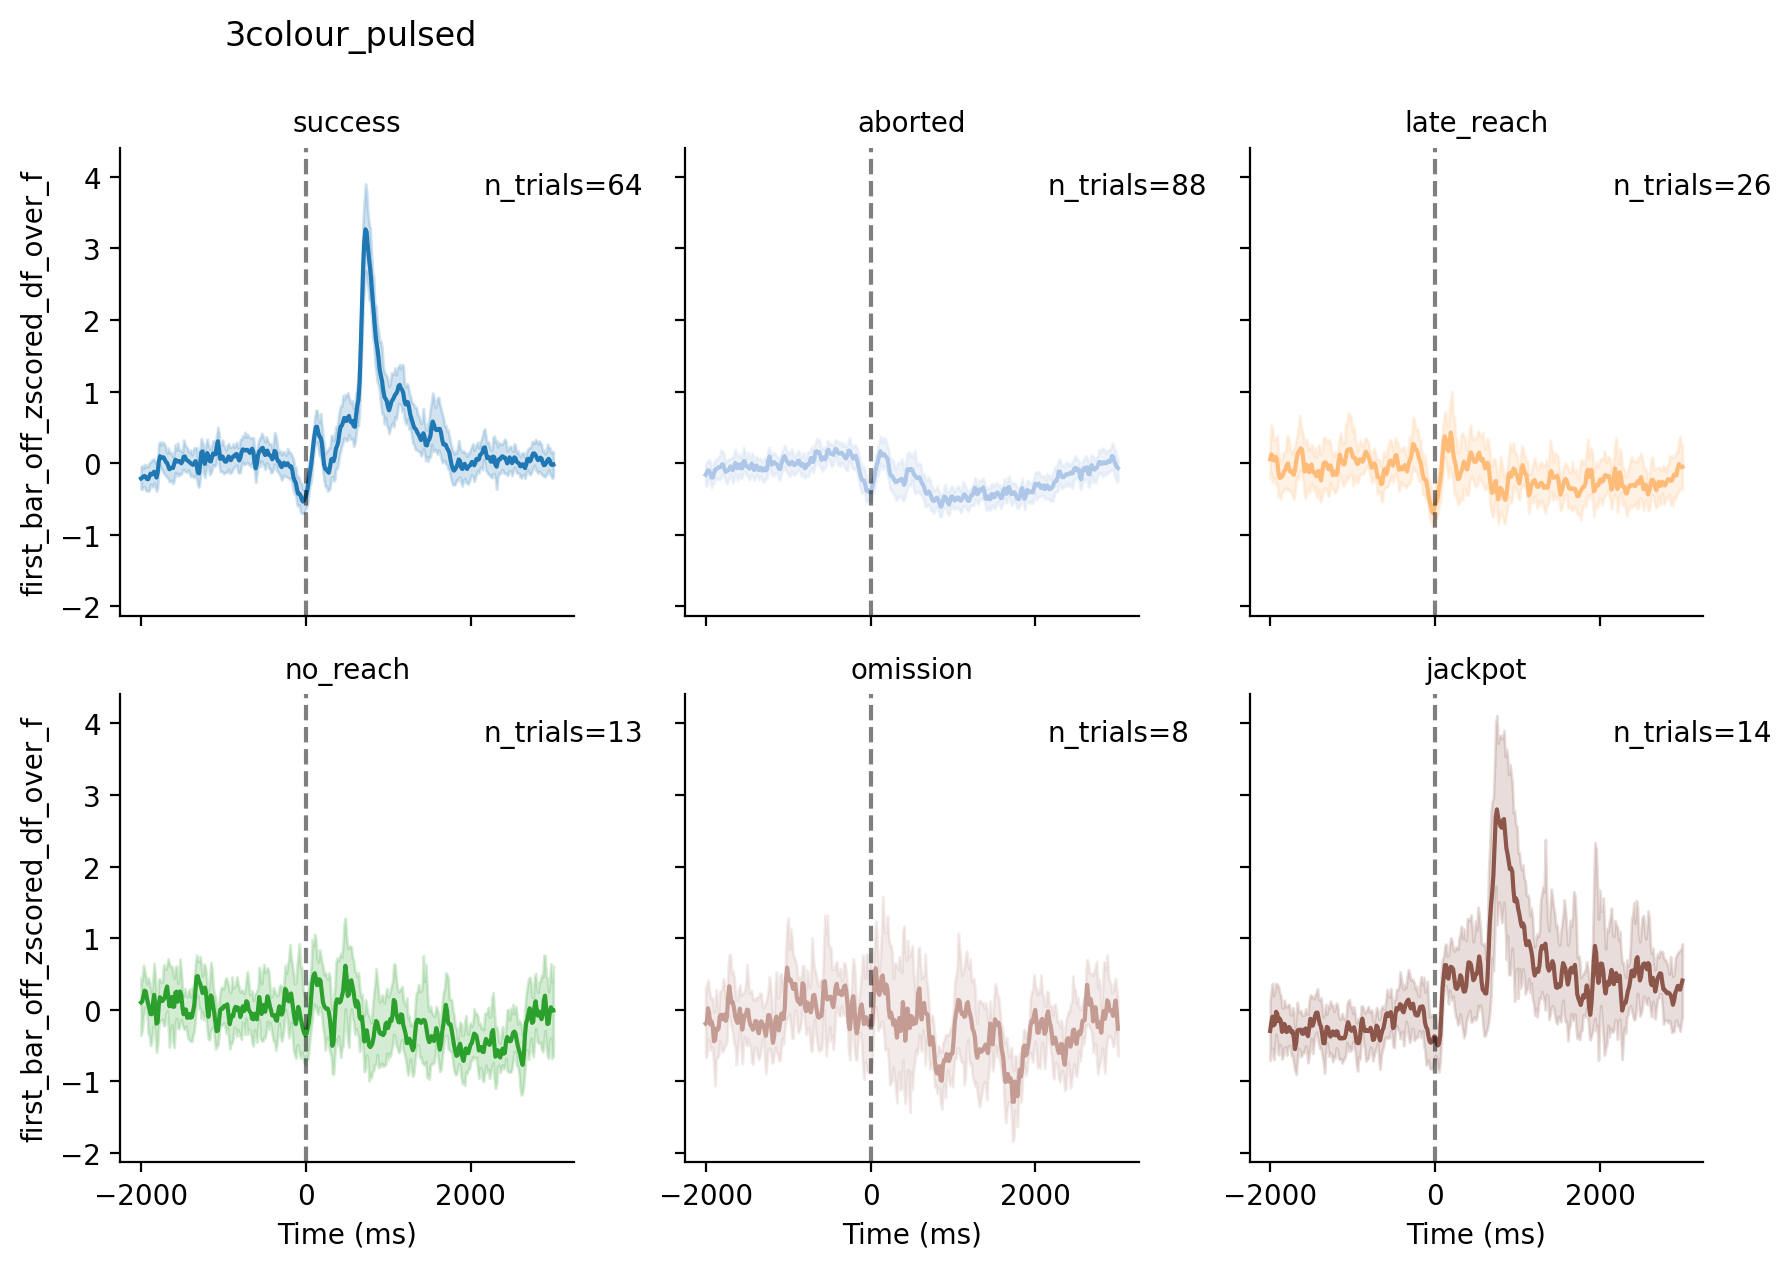 3colour_pulsed
success
aborted
late_reach
n_trials=64
n_trials=88
n_trials=26
first_bar_off_zscored_df_over_f
4
3
2
1
0
−1
−2
no_reach
omission
jackpot
n_trials=13
n_trials=8
n_trials=14
first_bar_off_zscored_df_over_f
4
3
2
1
0
−1
−2
−2000 0 2000
−2000 0 2000
−2000 0 2000
Time (ms)
Time (ms)
Time (ms)